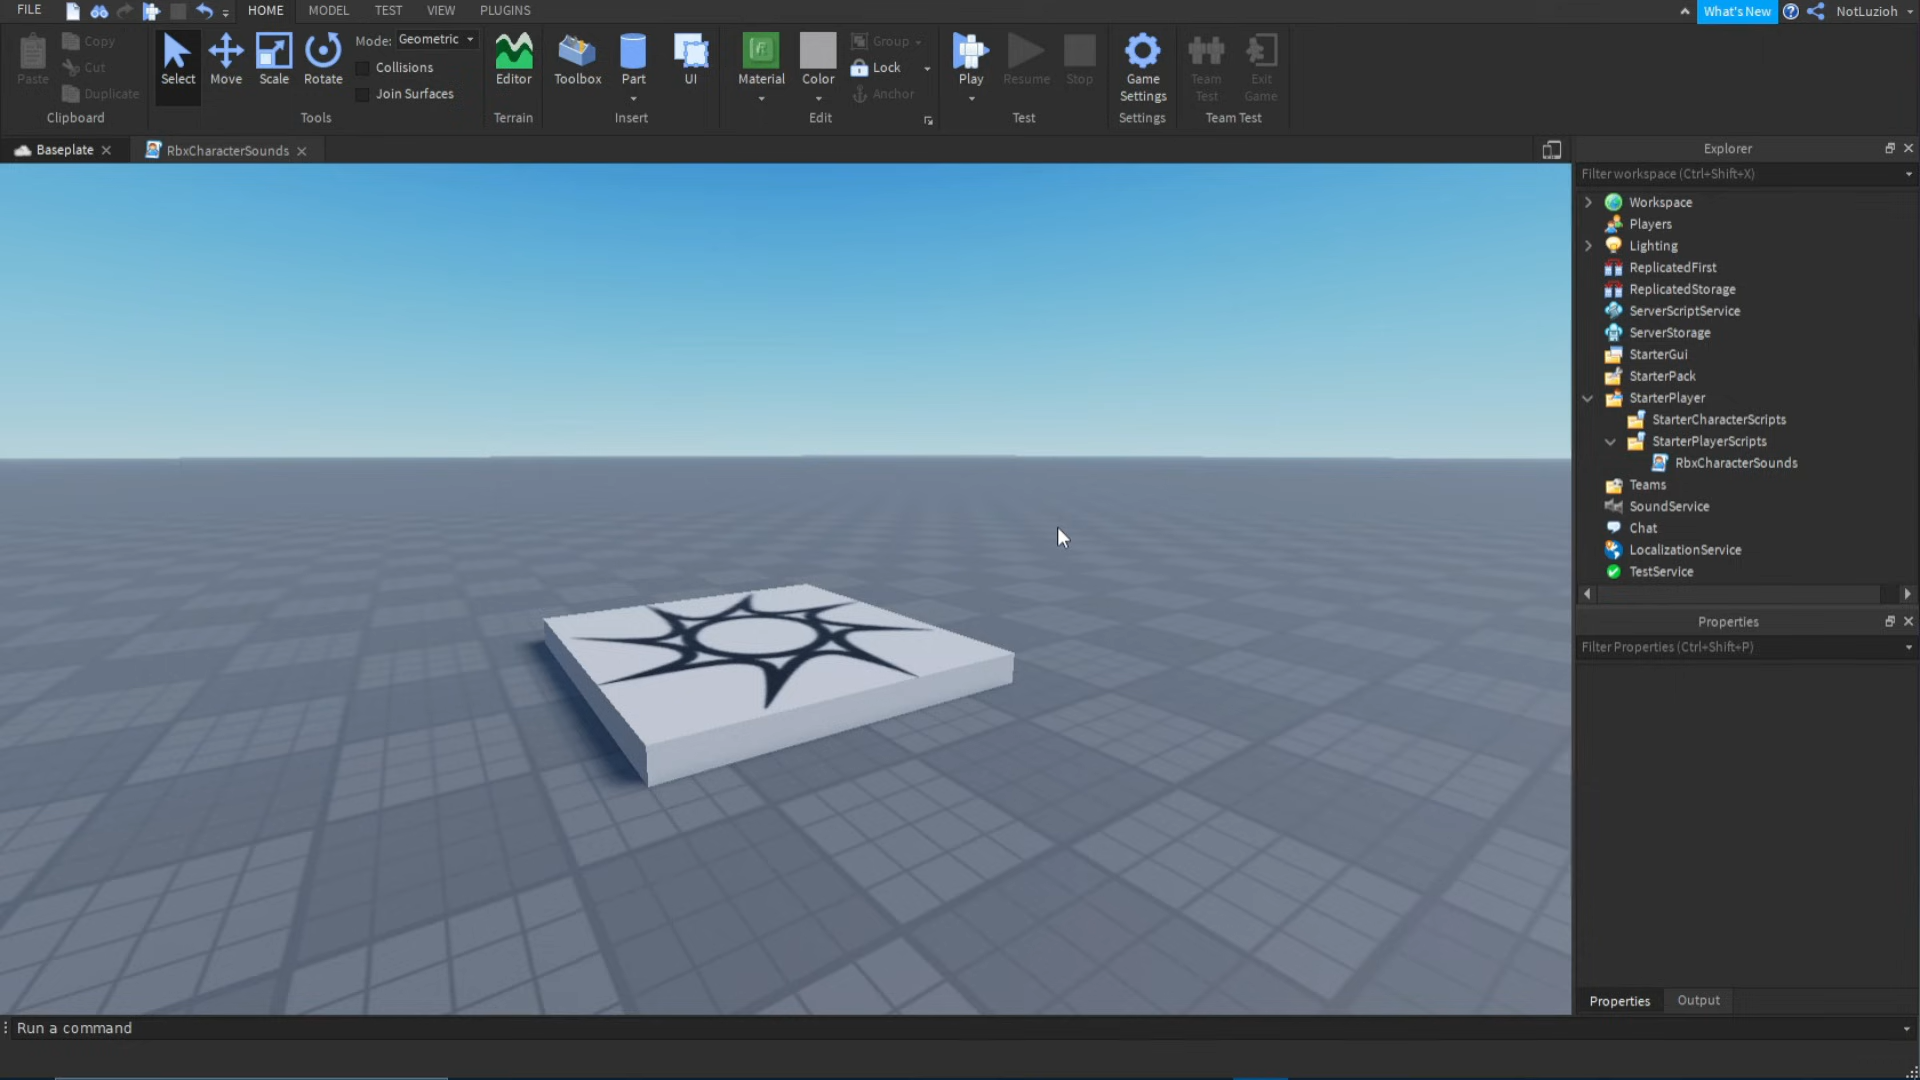 FILE HOME MODEL TEST VIEW PLUGINS What's New NotLuzioh
Paste Copy Cut Duplicate
Clipboard
Select Move Scale Rotate
Mode: Geometric
Collisions
Join Surfaces
Tools
Editor
Terrain
Toolbox Part UI
Insert
Material Color Group Lock Anchor
Edit
Play Resume Stop
Test
Game Settings
Settings
Team Test Exit Game
Team Test
Baseplate RbxCharacterSounds
Explorer
Filter workspace (Ctrl+Shift+X)
Workspace
Players
Lighting
ReplicatedFirst
ReplicatedStorage
ServerScriptService
ServerStorage
StarterGui
StarterPack
StarterPlayer
StarterCharacterScripts
StarterPlayerScripts
RbxCharacterSounds
Teams
SoundService
Chat
LocalizationService
TestService
Properties
Filter Properties (Ctrl+Shift+P)
Properties Output
Run a command